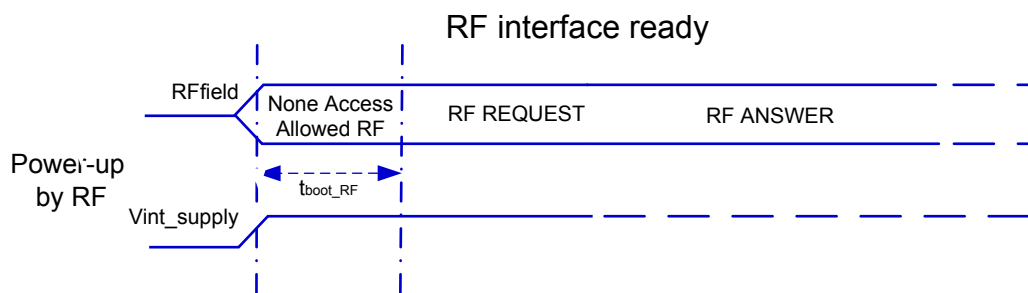 RF interface ready
RFfield
None Access
Allowed RF
RF REQUEST
RF ANSWER
Power-up
by RF
tboot_RF
Vint_supply